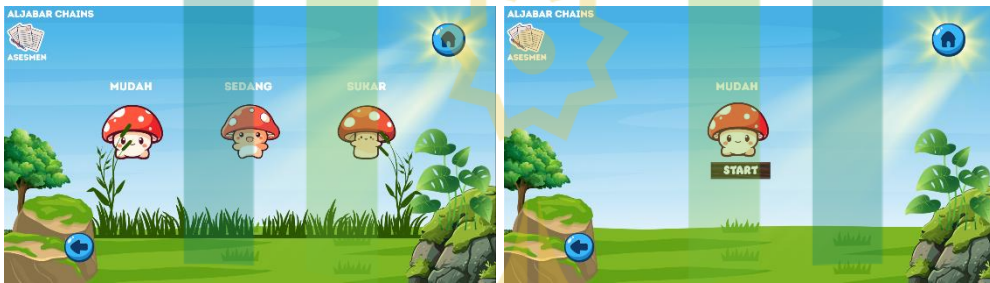 ALJABAR CHAINS
ASESMEN
MUDAH SEDANG SUKAR
ALJABAR CHAINS
ASESMEN
MUDAH
START